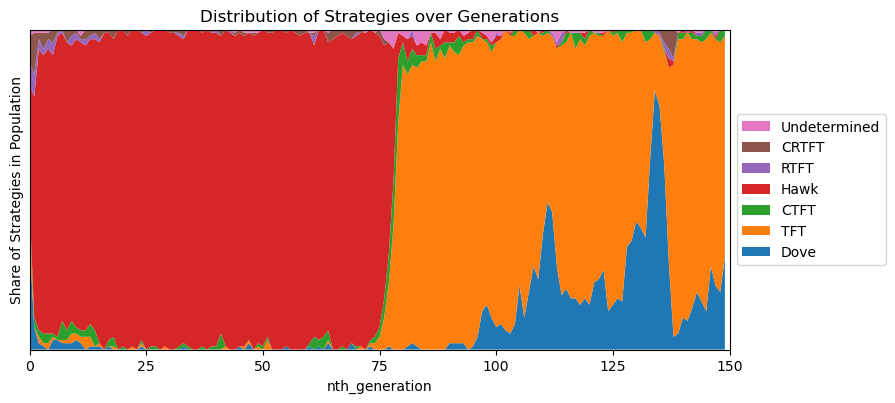 Distribution of Strategies over Generations
Share of Strategies in Population
0 25 50 75 100 125 150
nth_generation
Undetermined
CRTFT
RTFT
Hawk
CTFT
TFT
Dove